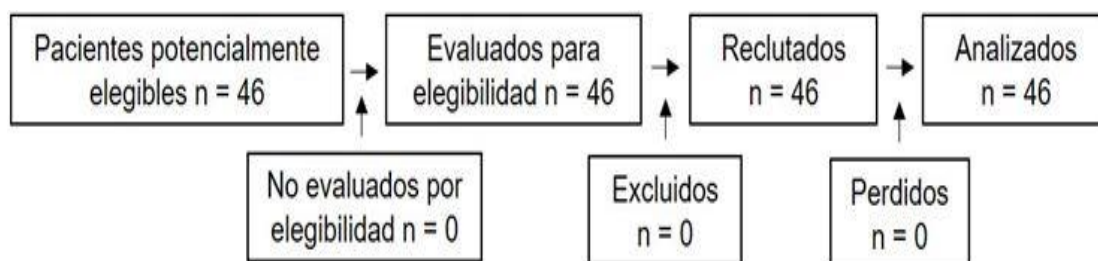 Pacientes potencialmente
elegibles n = 46
Evaluados para
elegibilidad n = 46
Reclutados
n = 46
Analizados
n = 46
No evaluados por
elegibilidad n = 0
Excluidos
n = 0
Perdidos
n = 0